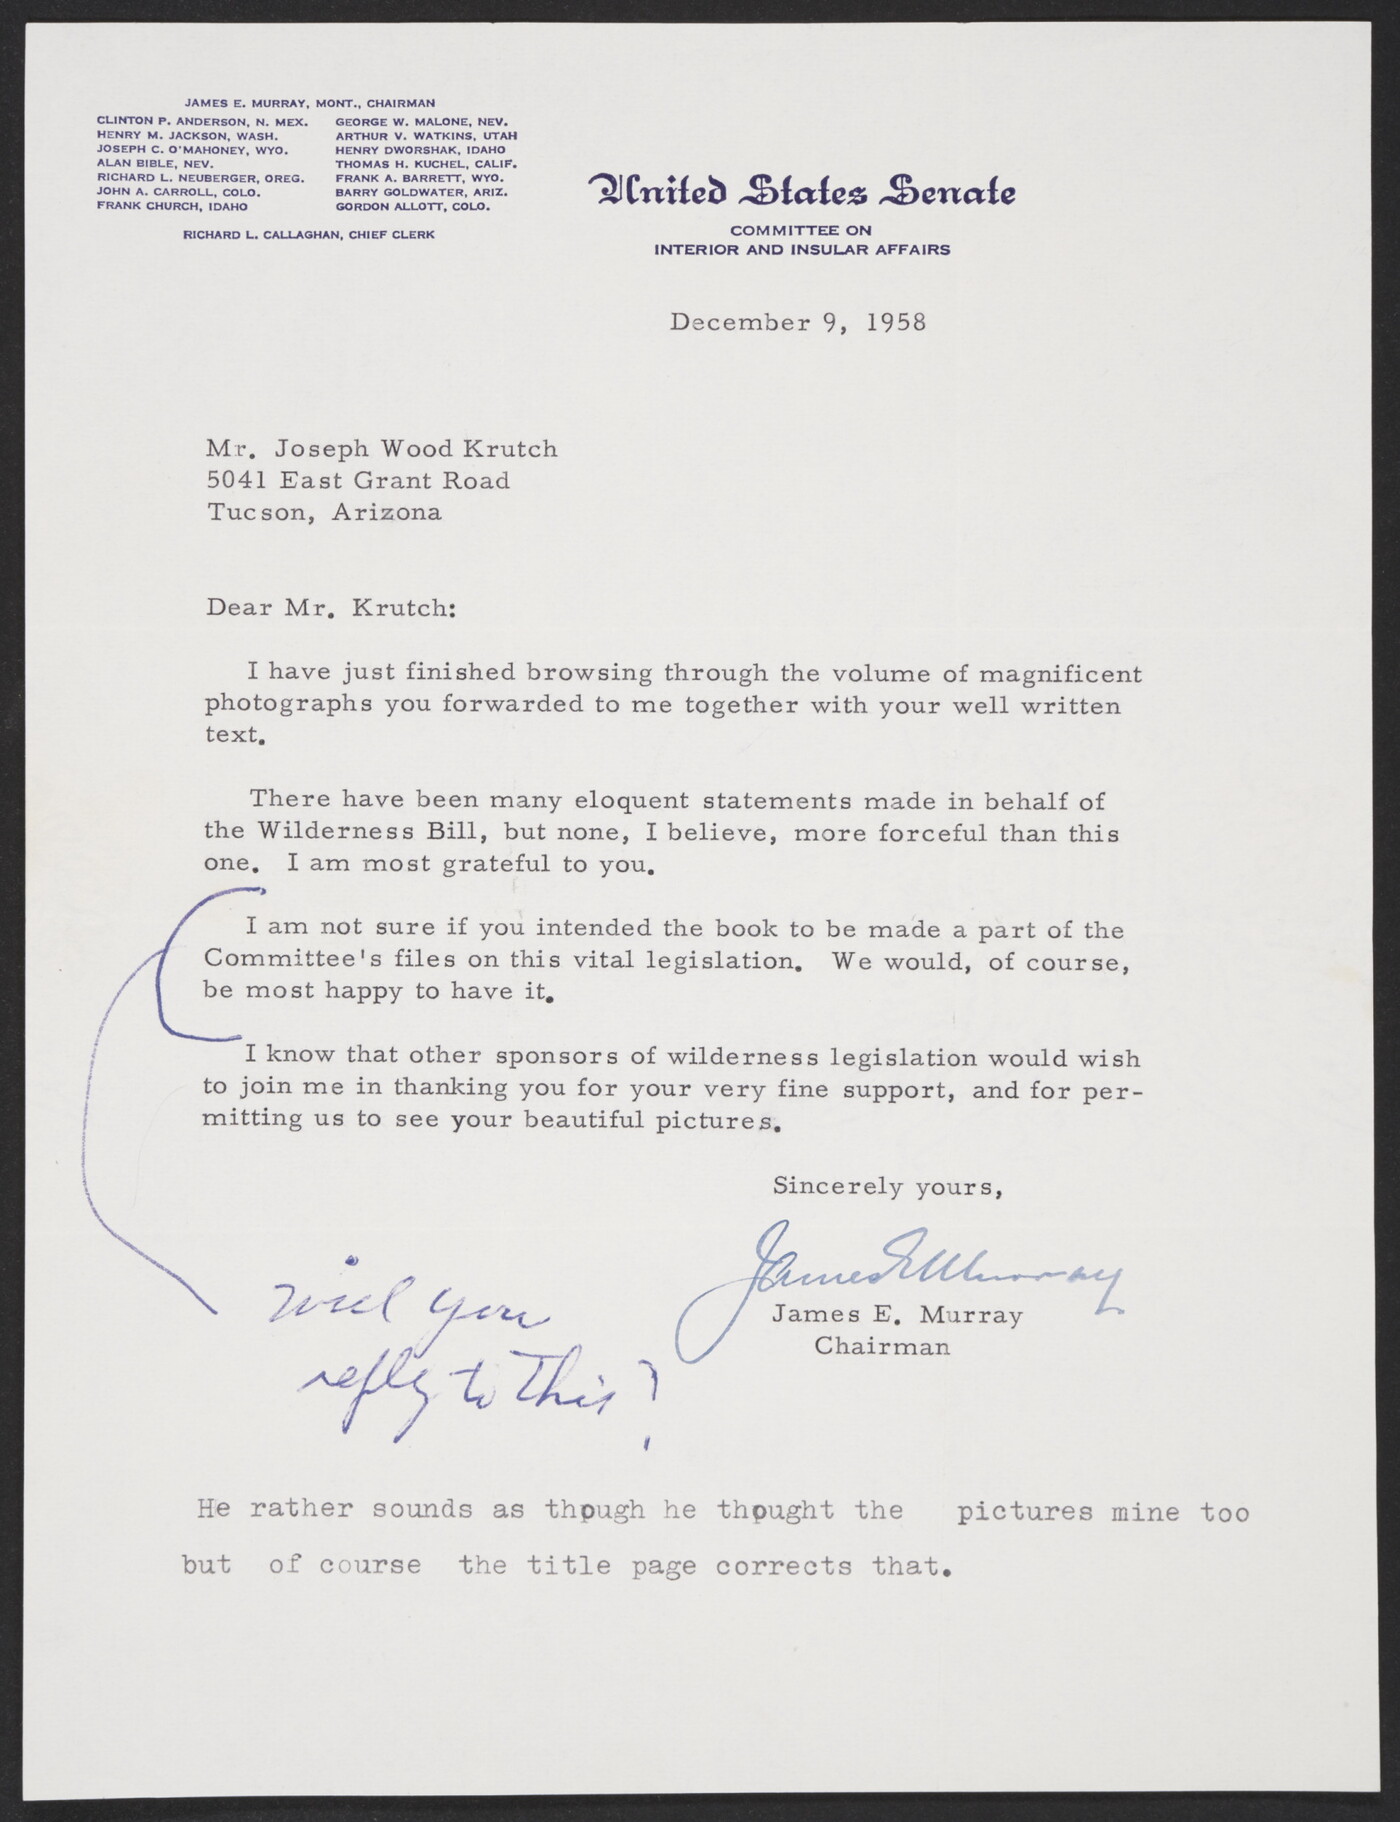 JAMES E. MURRAY, MONT., CHAIRMAN
CLINTON P. ANDERSON, N. MEX.
HENRY M. JACKSON, WASH.
JOSEPH C. O'MAHONEY, WYO.
ALAN BIBLE, NEV.
RICHARD L. NEUBERGER, OREG.
JOHN A. CARROLL, COLO.
FRANK CHURCH, IDAHO
GEORGE W. MALONE, NEV.
ARTHUR V. WATKINS, UTAH
HENRY DWORSHAK, IDAHO
THOMAS H. KUCHEL, CALIF.
FRANK A. BARRETT, WYO.
BARRY GOLDWATER, ARIZ.
GORDON ALLOTT, COLO.
RICHARD L. CALLAGHAN, CHIEF CLERK
United States Senate
COMMITTEE ON
INTERIOR AND INSULAR AFFAIRS
December 9, 1958
Mr. Joseph Wood Krutch
5041 East Grant Road
Tucson, Arizona
Dear Mr. Krutch:
I have just finished browsing through the volume of magnificent
photographs you forwarded to me together with your well written
text.
There have been many eloquent statements made in behalf of
the Wilderness Bill, but none, I believe, more forceful than this
one. I am most grateful to you.
I am not sure if you intended the book to be made a part of the
Committee's files on this vital legislation. We would, of course,
be most happy to have it.
I know that other sponsors of wilderness legislation would wish
to join me in thanking you for your very fine support, and for per-
mitting us to see your beautiful pictures.
Sincerely yours,
James E Murray
James E. Murray
Chairman
Will you
reply to this?
He rather sounds as though he thought the pictures mine too
but of course the title page corrects that.